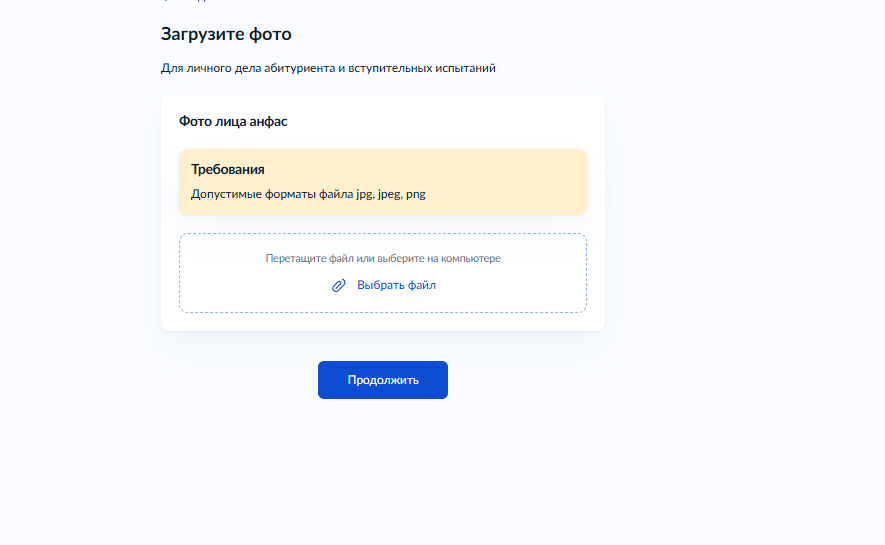 Загрузите фото
Для личного дела абитуриента и вступительных испытаний
Фото лица анфас
Требования
Допустимые форматы файла jpg, jpeg, png
Перетащите файл или выберите на компьютере
Выбрать файл
Продолжить